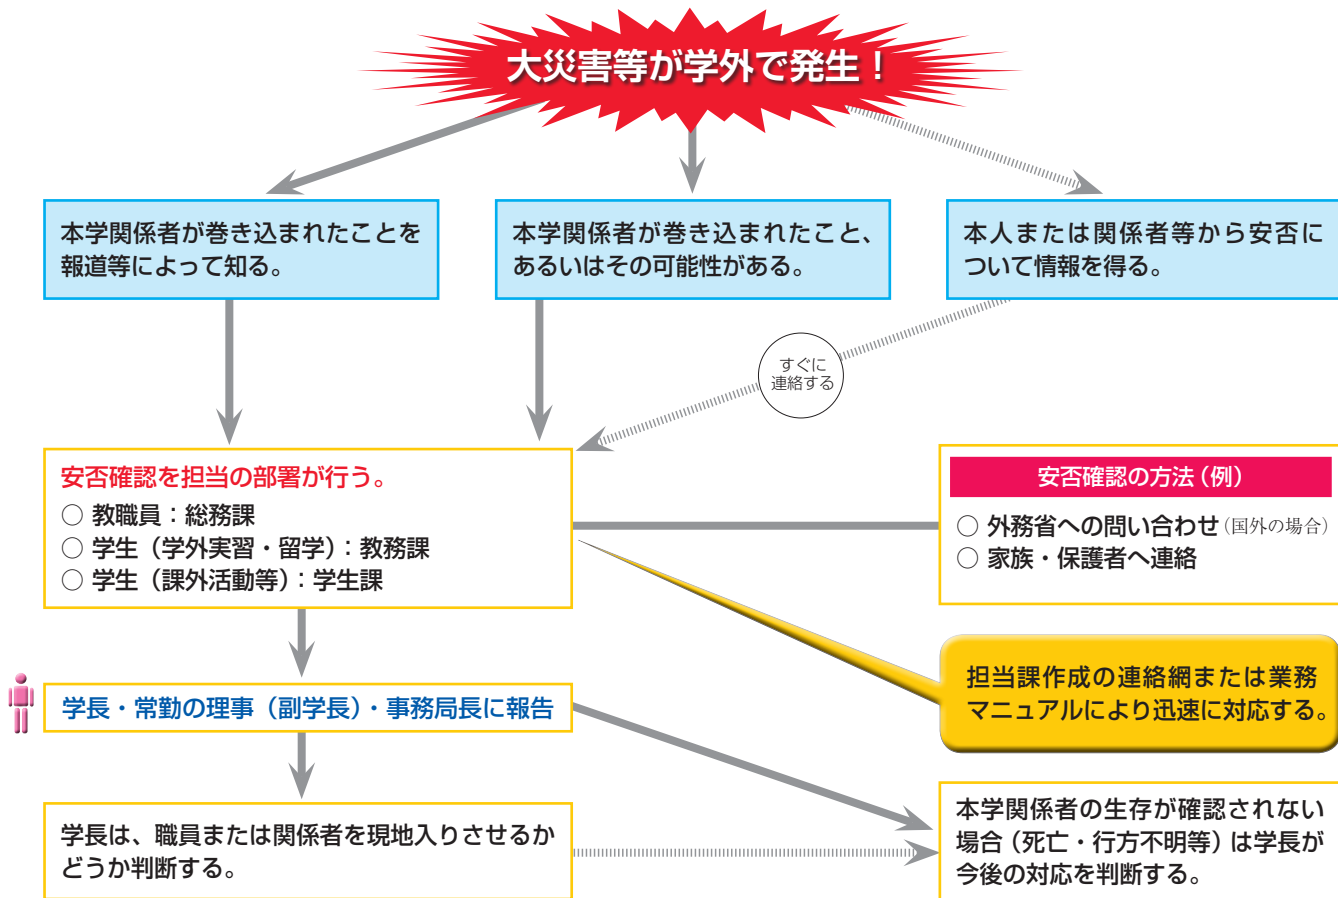 大災害等が学外で発生！
本学関係者が巻き込まれたことを
報道等によって知る。
本学関係者が巻き込まれたこと、
あるいはその可能性がある。
本人または関係者等から安否に
ついて情報を得る。
すぐに
連絡する
安否確認を担当の部署が行う。
○ 教職員：総務課
○ 学生（学外実習・留学）：教務課
○ 学生（課外活動等）：学生課
安否確認の方法（例）
○ 外務省への問い合わせ（国外の場合）
○ 家族・保護者へ連絡
担当課作成の連絡網または業務
マニュアルにより迅速に対応する。
学長・常勤の理事（副学長）・事務局長に報告
学長は、職員または関係者を現地入りさせるか
どうか判断する。
本学関係者の生存が確認されない
場合（死亡・行方不明等）は学長が
今後の対応を判断する。